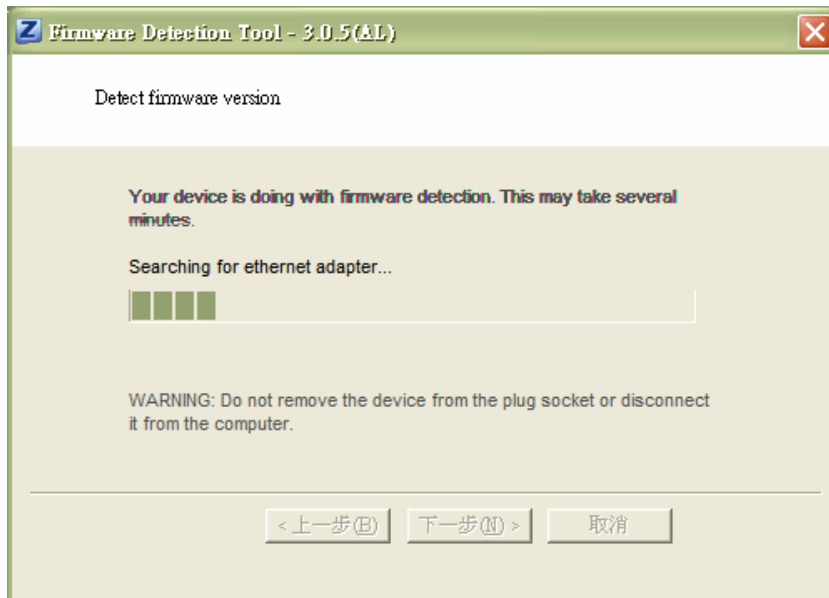 Z Firmware Detection Tool - 3.0.5(AL)
Detect firmware version
Your device is doing with firmware detection. This may take several
minutes.
Searching for ethernet adapter...
WARNING: Do not remove the device from the plug socket or disconnect
it from the computer.
<上一步(B) 下一步(N)> 取消